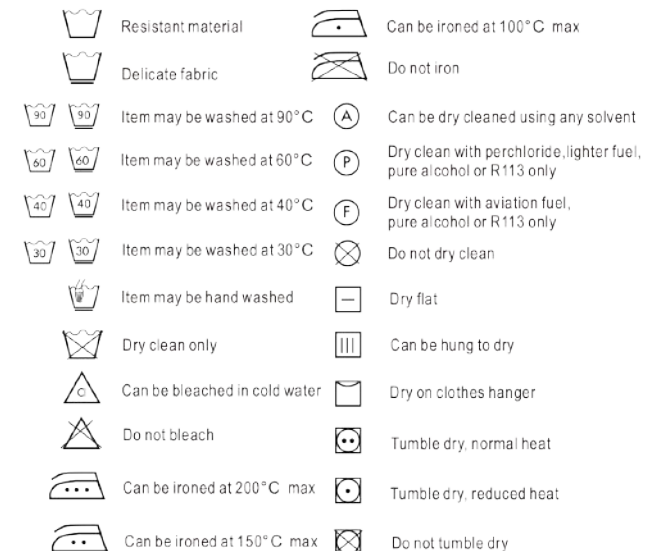 Resistant material
Delicate fabric
90 90 Item may be washed at 90°C
60 60 Item may be washed at 60°C
40 40 Item may be washed at 40°C
30 30 Item may be washed at 30°C
Item may be hand washed
Dry clean only
Can be bleached in cold water
Do not bleach
Can be ironed at 200°C max
Can be ironed at 150°C max
Can be ironed at 100°C max
Do not iron
A Can be dry cleaned using any solvent
P Dry clean with perchloride,lighter fuel,
pure alcohol or R113 only
F Dry clean with aviation fuel,
pure alcohol or R113 only
Do not dry clean
Dry flat
Can be hung to dry
Dry on clothes hanger
Tumble dry, normal heat
Tumble dry, reduced heat
Do not tumble dry